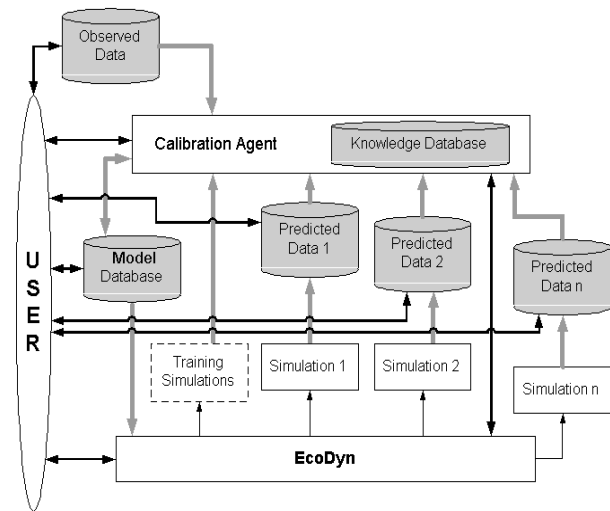 Observed
Data
Calibration Agent
Knowledge Database
Predicted
Data 1
Predicted
Data 2
Predicted
Data n
Model
Database
U
S
E
R
Training
Simulations
Simulation 1
Simulation 2
Simulation n
EcoDyn